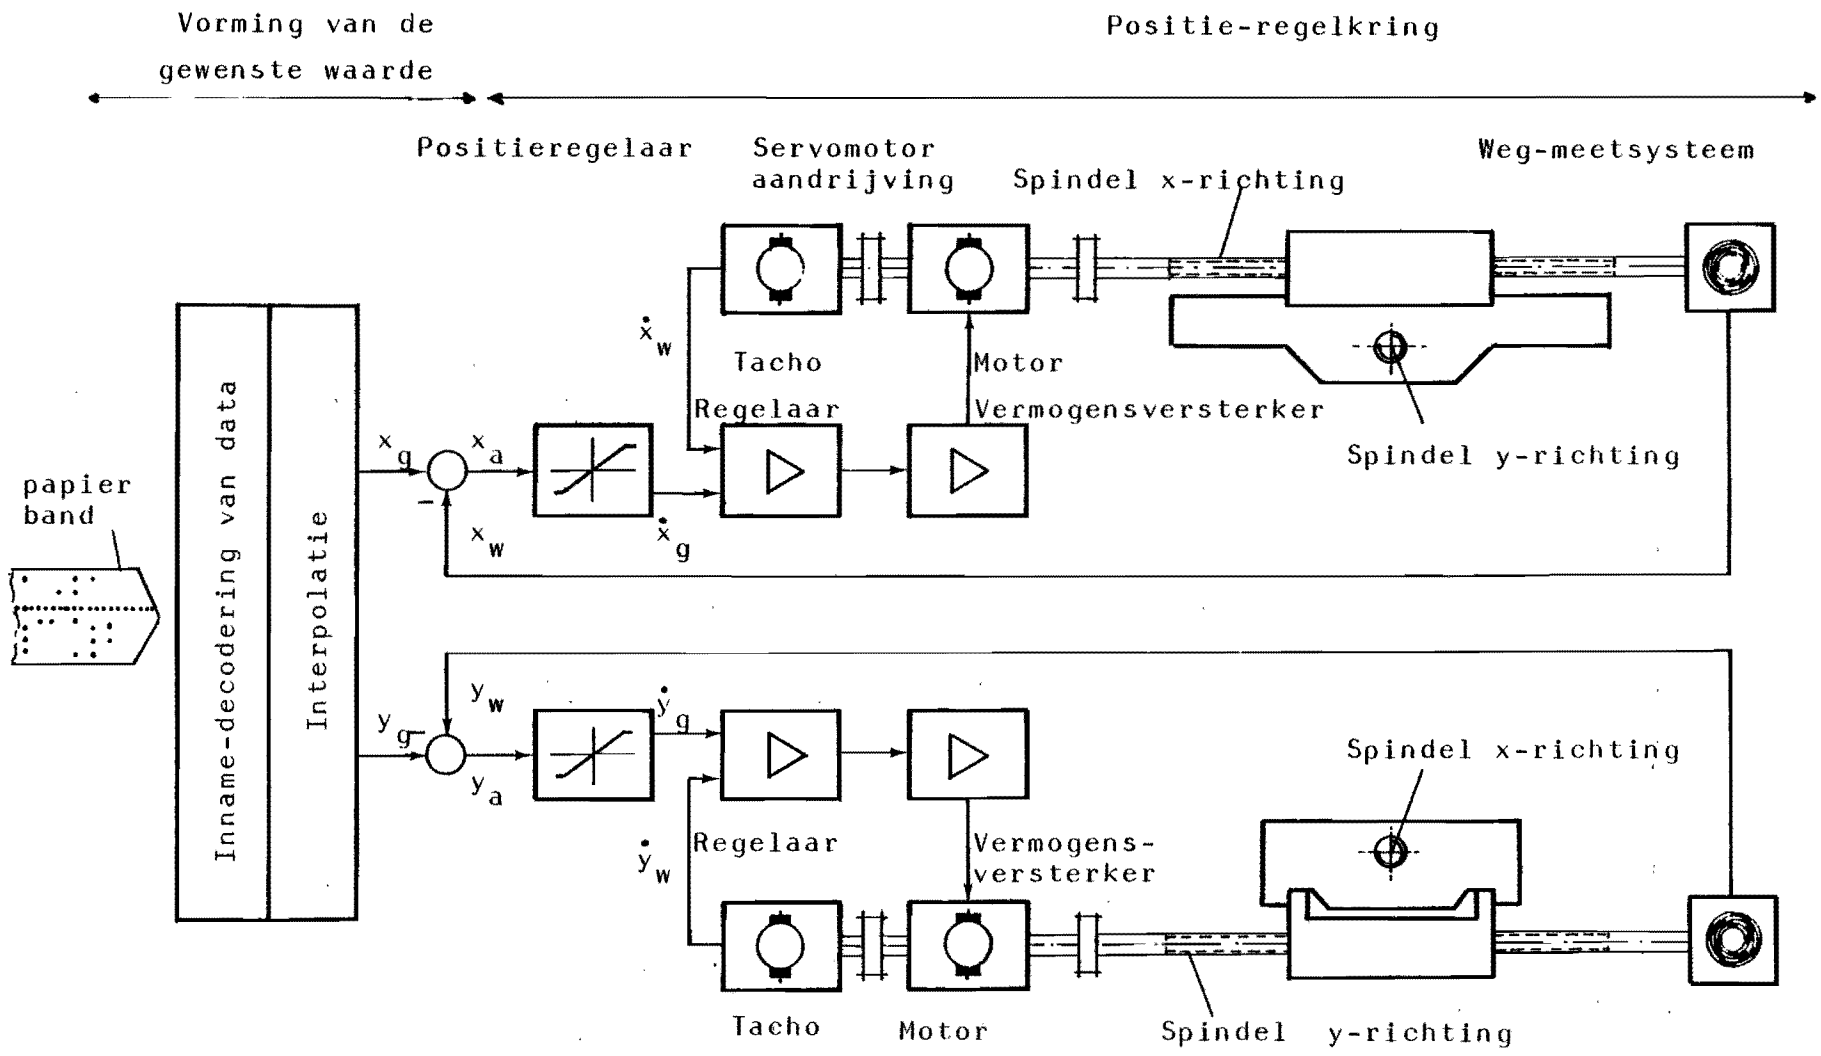 Vorming van de
gewenste waarde
Positie-regelkring
Positieregelaar
Servomotor
aandrijving
Spindel x-richting
Weg-meetsysteem
ẋw
Tacho
Motor
Regelaar
Vermogensversterker
Spindel y-richting
xg
xa
-
xw
ẋg
papier
band
Inname-decodering van data
Interpolatie
yw
ẏg
yg
-
ya
Spindel x-richting
Regelaar
ẏw
Vermogens-
versterker
Tacho
Motor
Spindel y-richting